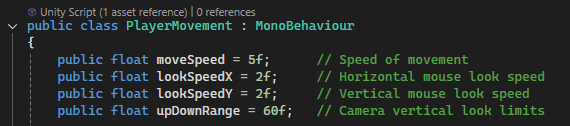 Unity Script (1 asset reference) | 0 references
public class PlayerMovement : MonoBehaviour
{
public float moveSpeed = 5f; // Speed of movement
public float lookSpeedX = 2f; // Horizontal mouse look speed
public float lookSpeedY = 2f; // Vertical mouse look speed
public float upDownRange = 60f; // Camera vertical look limits